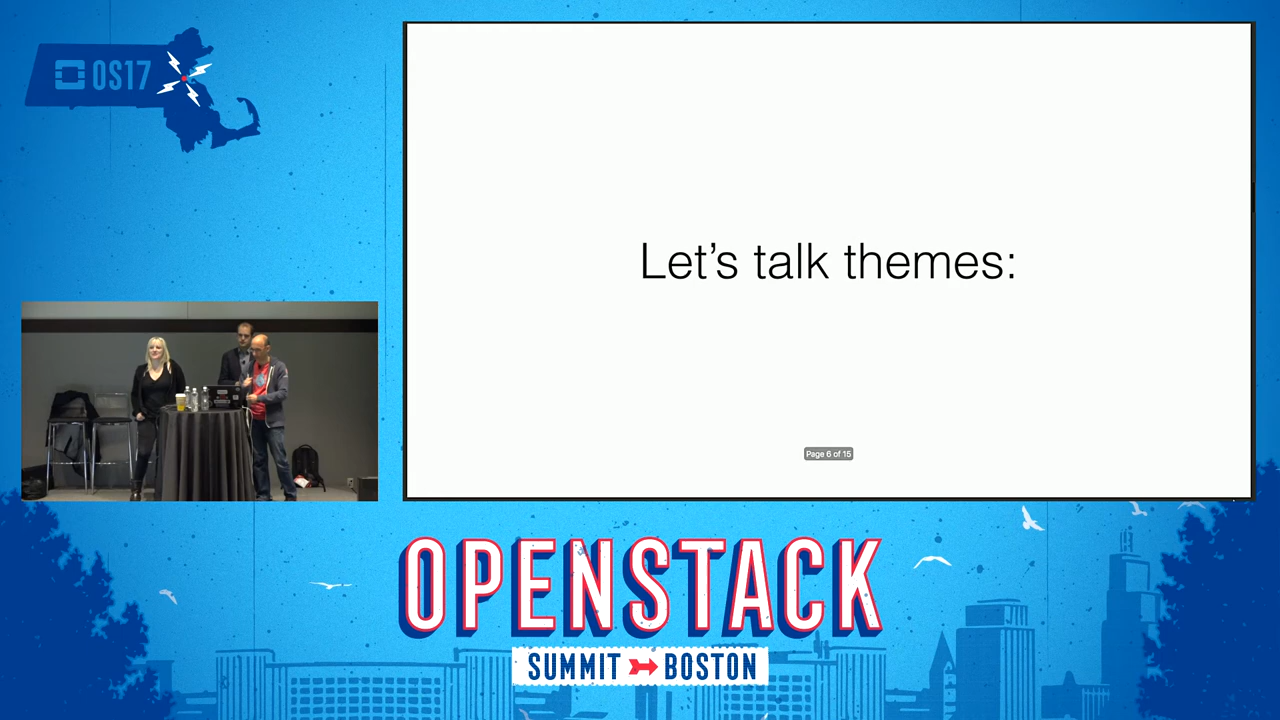 OS17
Let's talk themes:
Page 6 of 15
OPENSTACK
SUMMIT BOSTON